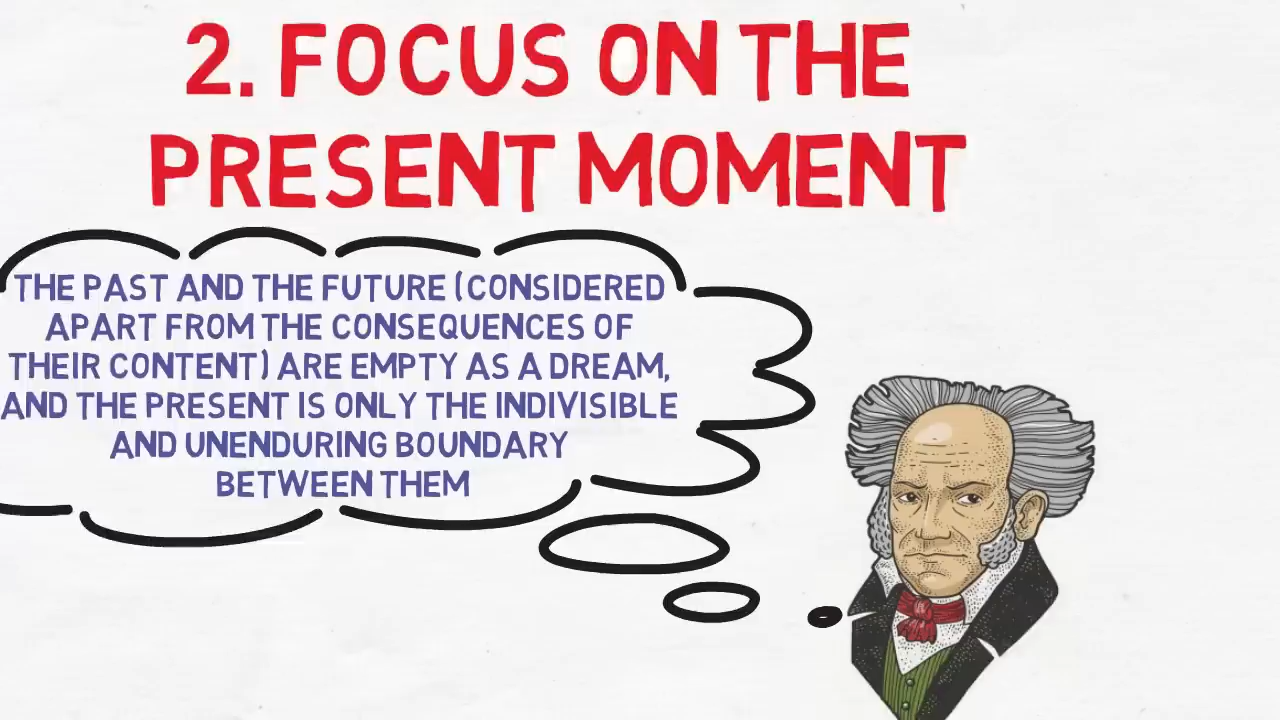 2. FOCUS ON THE
PRESENT MOMENT
THE PAST AND THE FUTURE (CONSIDERED
APART FROM THE CONSEQUENCES OF
THEIR CONTENT) ARE EMPTY AS A DREAM,
AND THE PRESENT IS ONLY THE INDIVISIBLE
AND UNENDURING BOUNDARY
BETWEEN THEM